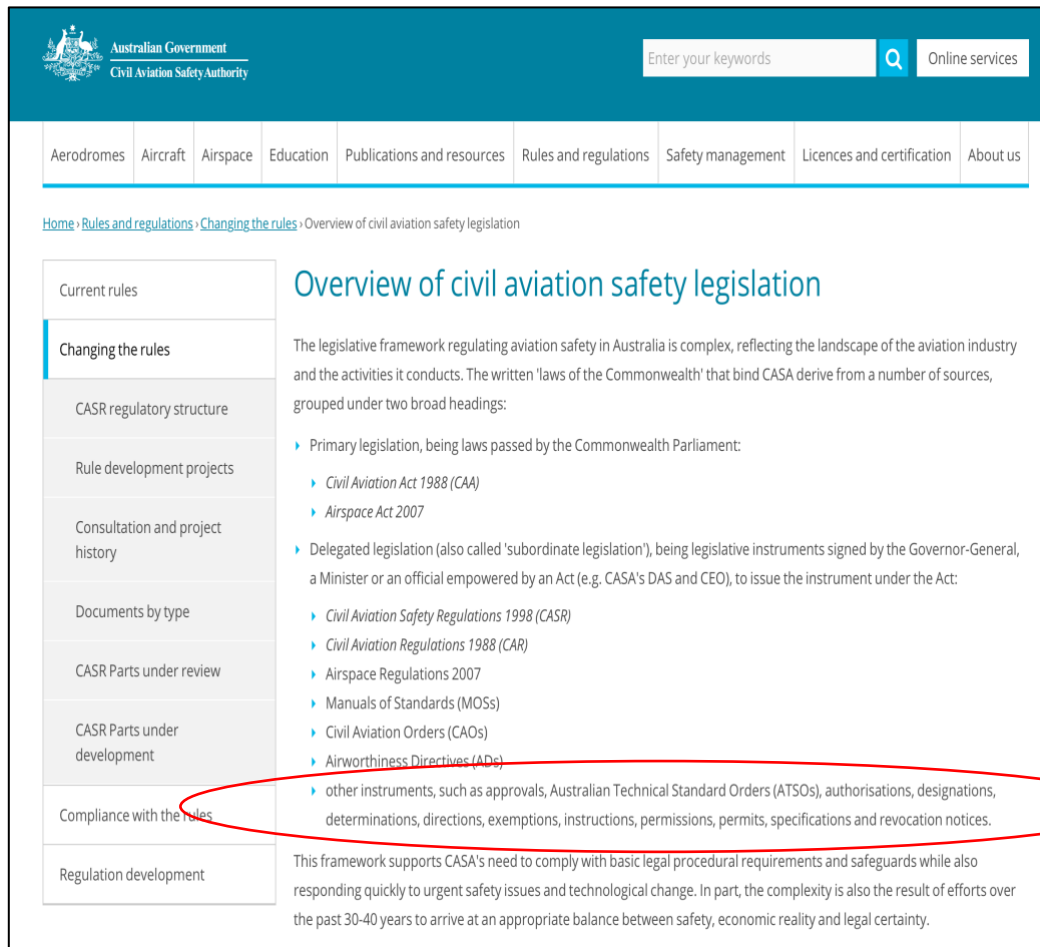 Australian Government
Civil Aviation Safety Authority
Enter your keywords
Online services
Aerodromes Aircraft Airspace Education Publications and resources Rules and regulations Safety management Licences and certification About us
Home › Rules and regulations › Changing the rules › Overview of civil aviation safety legislation
Current rules
Changing the rules
CASR regulatory structure
Rule development projects
Consultation and project
history
Documents by type
CASR Parts under review
CASR Parts under
development
Compliance with the rules
Regulation development
Overview of civil aviation safety legislation
The legislative framework regulating aviation safety in Australia is complex, reflecting the landscape of the aviation industry
and the activities it conducts. The written 'laws of the Commonwealth' that bind CASA derive from a number of sources,
grouped under two broad headings:
Primary legislation, being laws passed by the Commonwealth Parliament:
Civil Aviation Act 1988 (CAA)
Airspace Act 2007
Delegated legislation (also called 'subordinate legislation'), being legislative instruments signed by the Governor-General,
a Minister or an official empowered by an Act (e.g. CASA's DAS and CEO), to issue the instrument under the Act:
Civil Aviation Safety Regulations 1998 (CASR)
Civil Aviation Regulations 1988 (CAR)
Airspace Regulations 2007
Manuals of Standards (MOSs)
Civil Aviation Orders (CAOs)
Airworthiness Directives (ADs)
other instruments, such as approvals, Australian Technical Standard Orders (ATSOs), authorisations, designations,
determinations, directions, exemptions, instructions, permissions, permits, specifications and revocation notices.
This framework supports CASA's need to comply with basic legal procedural requirements and safeguards while also
responding quickly to urgent safety issues and technological change. In part, the complexity is also the result of efforts over
the past 30-40 years to arrive at an appropriate balance between safety, economic reality and legal certainty.